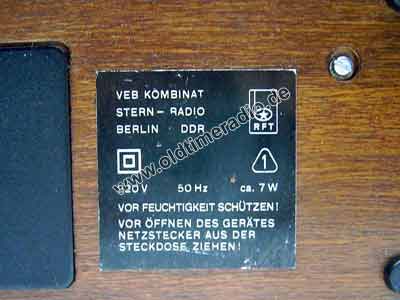 VEB KOMBINAT
STERN-RADIO
BERLIN DDR
RFT
1
220 V 50 Hz ca. 7 W
VOR FEUCHTIGKEIT SCHÜTZEN!
VOR ÖFFNEN DES GERÄTES
NETZSTECKER AUS DER
STECKDOSE ZIEHEN!
www.oldtimeradio.de